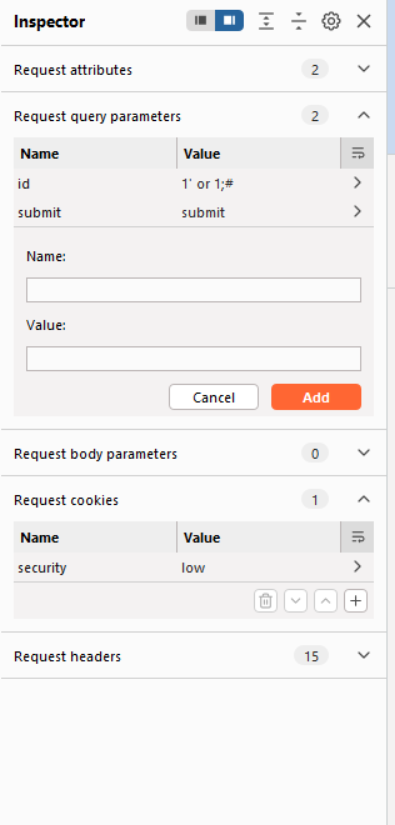 Inspector
Request attributes 2
Request query parameters 2
Name Value
id 1' or 1;#
submit submit
Name:
Value:
Cancel Add
Request body parameters 0
Request cookies 1
Name Value
security low
Request headers 15